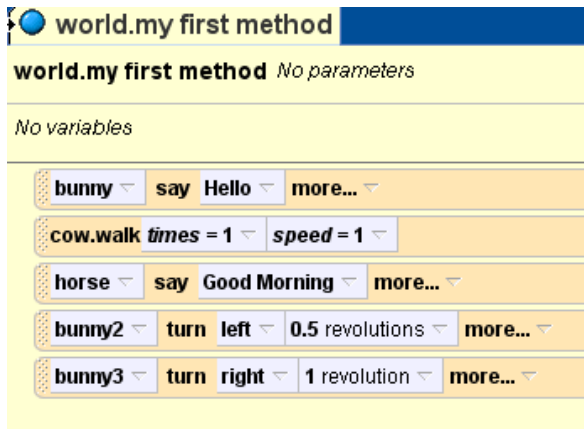 world.my first method
world.my first method No parameters
No variables
bunny say Hello more...
cow.walk times = 1 speed = 1
horse say Good Morning more...
bunny2 turn left 0.5 revolutions more...
bunny3 turn right 1 revolution more...